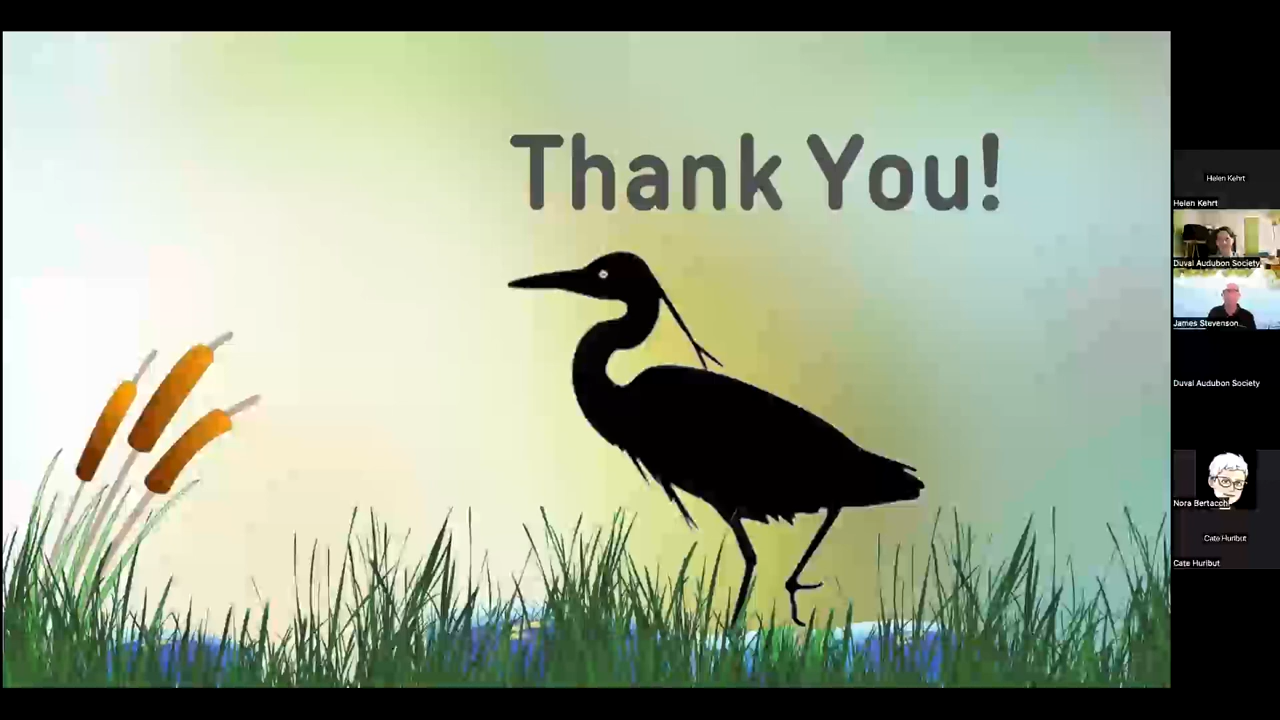 Thank You!
Helen Kehrt
Helen Kehrt
Duval Audubon Society
James Stevenson
Duval Audubon Society
Nora Bertacchi
Cate Hurlbut
Cate Hurlbut